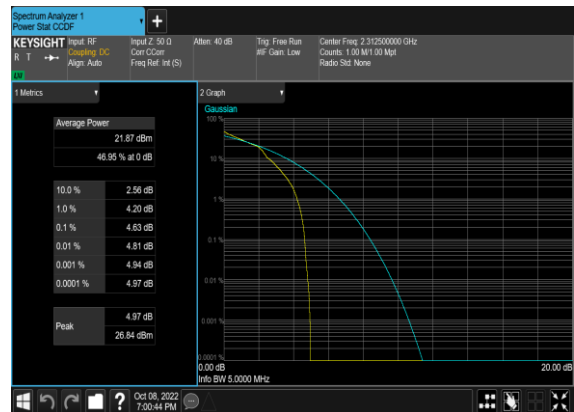 Spectrum Analyzer 1
Power Stat CCDF
+
KEYSIGHT
R T
LXI
Input: RF
Coupling: DC
Align: Auto
Input Z: 50 Ω
Corr CCorr
Freq Ref: Int (S)
Atten: 40 dB
Trig: Free Run
#IF Gain: Low
Center Freq: 2.312500000 GHz
Counts: 1.00 M/1.00 Mpt
Radio Std: None
1 Metrics
Average Power
21.87 dBm
46.95 % at 0 dB
10.0 % 2.56 dB
1.0 % 4.20 dB
0.1 % 4.63 dB
0.01 % 4.81 dB
0.001 % 4.94 dB
0.0001 % 4.97 dB
Peak
4.97 dB
26.84 dBm
2 Graph
Gaussian
100 %
10 %
1 %
0.1 %
0.01 %
0.001 %
0.0001 %
0.00 dB
20.00 dB
Info BW 5.0000 MHz
?
Oct 08, 2022
7:00:44 PM